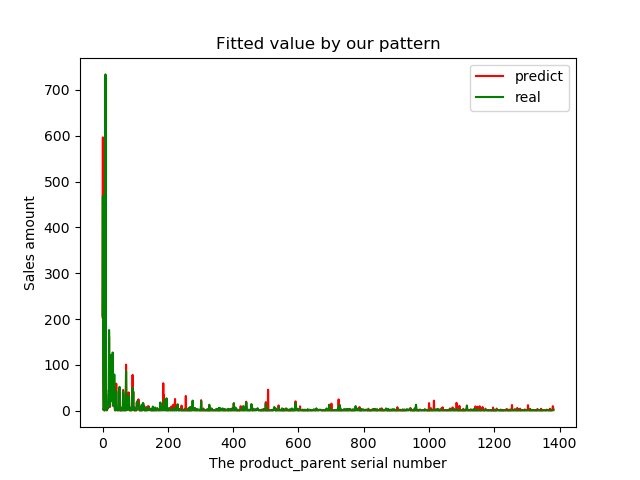 Fitted value by our pattern
predict
real
700
600
500
400
300
200
100
0
Sales amount
0 200 400 600 800 1000 1200 1400
The product_parent serial number